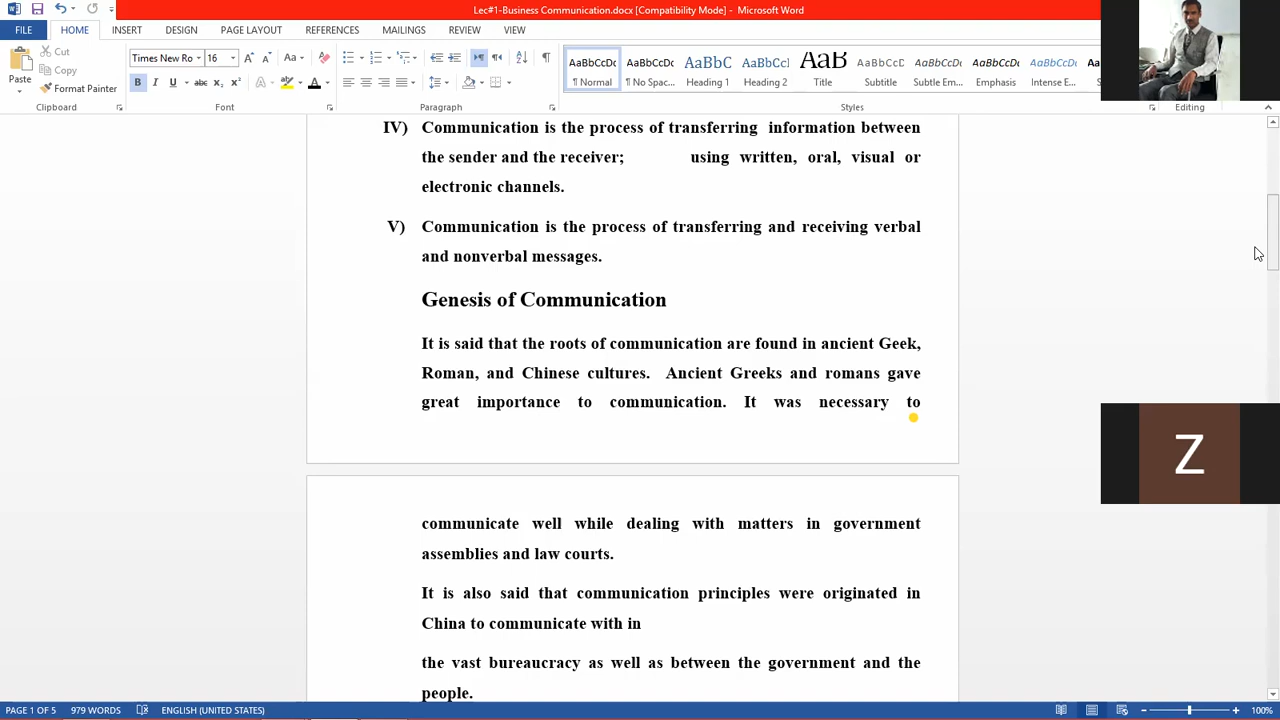 Lec#1-Business Communication.docx [Compatibility Mode] - Microsoft Word
FILE HOME INSERT DESIGN PAGE LAYOUT REFERENCES MAILINGS REVIEW VIEW
Paste
Cut
Copy
Format Painter
Times New Ro 16
AaBbCcDc AaBbCcDc AaBbC AaBbCcl AaB AaBbCcD AaBbCcDc AaBbCcDc AaBbCcDc
¶ Normal ¶ No Spac... Heading 1 Heading 2 Title Subtitle Subtle Em... Emphasis Intense E...
Clipboard Font Paragraph Styles Editing
IV) Communication is the process of transferring information between
the sender and the receiver; using written, oral, visual or
electronic channels.
V) Communication is the process of transferring and receiving verbal
and nonverbal messages.
Genesis of Communication
It is said that the roots of communication are found in ancient Geek,
Roman, and Chinese cultures. Ancient Greeks and romans gave
great importance to communication. It was necessary to
communicate well while dealing with matters in government
assemblies and law courts.
It is also said that communication principles were originated in
China to communicate with in
the vast bureaucracy as well as between the government and the
people.
Z
PAGE 1 OF 5 979 WORDS ENGLISH (UNITED STATES) 100%